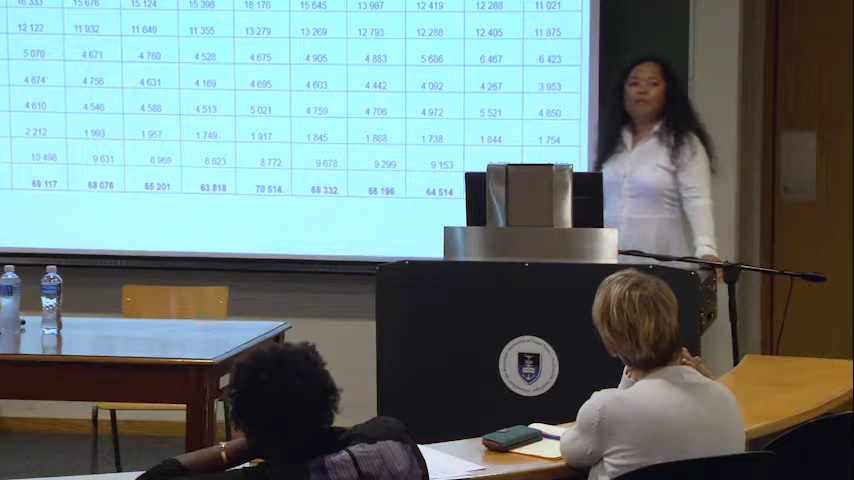 16 333 15 676 15 124 15 398 18 176 15 645 13 987 12 419 12 288 11 021
12 122 11 932 11 649 11 355 13 279 13 269 12 793 12 288 12 405 11 875
5 070 4 671 4 760 4 528 4 675 4 905 4 883 5 686 6 467 6 423
4 674 4 756 4 631 4 169 4 695 4 603 4 442 4 092 4 267 3 953
4 610 4 546 4 588 4 513 5 021 4 759 4 706 4 972 5 521 4 850
2 212 1 993 1 957 1 749 1 917 1 845 1 868 1 738 1 844 1 754
10 498 9 631 8 969 8 623 8 772 9 678 9 299 9 153
69 117 68 076 65 201 63 818 70 514 68 332 66 196 64 514